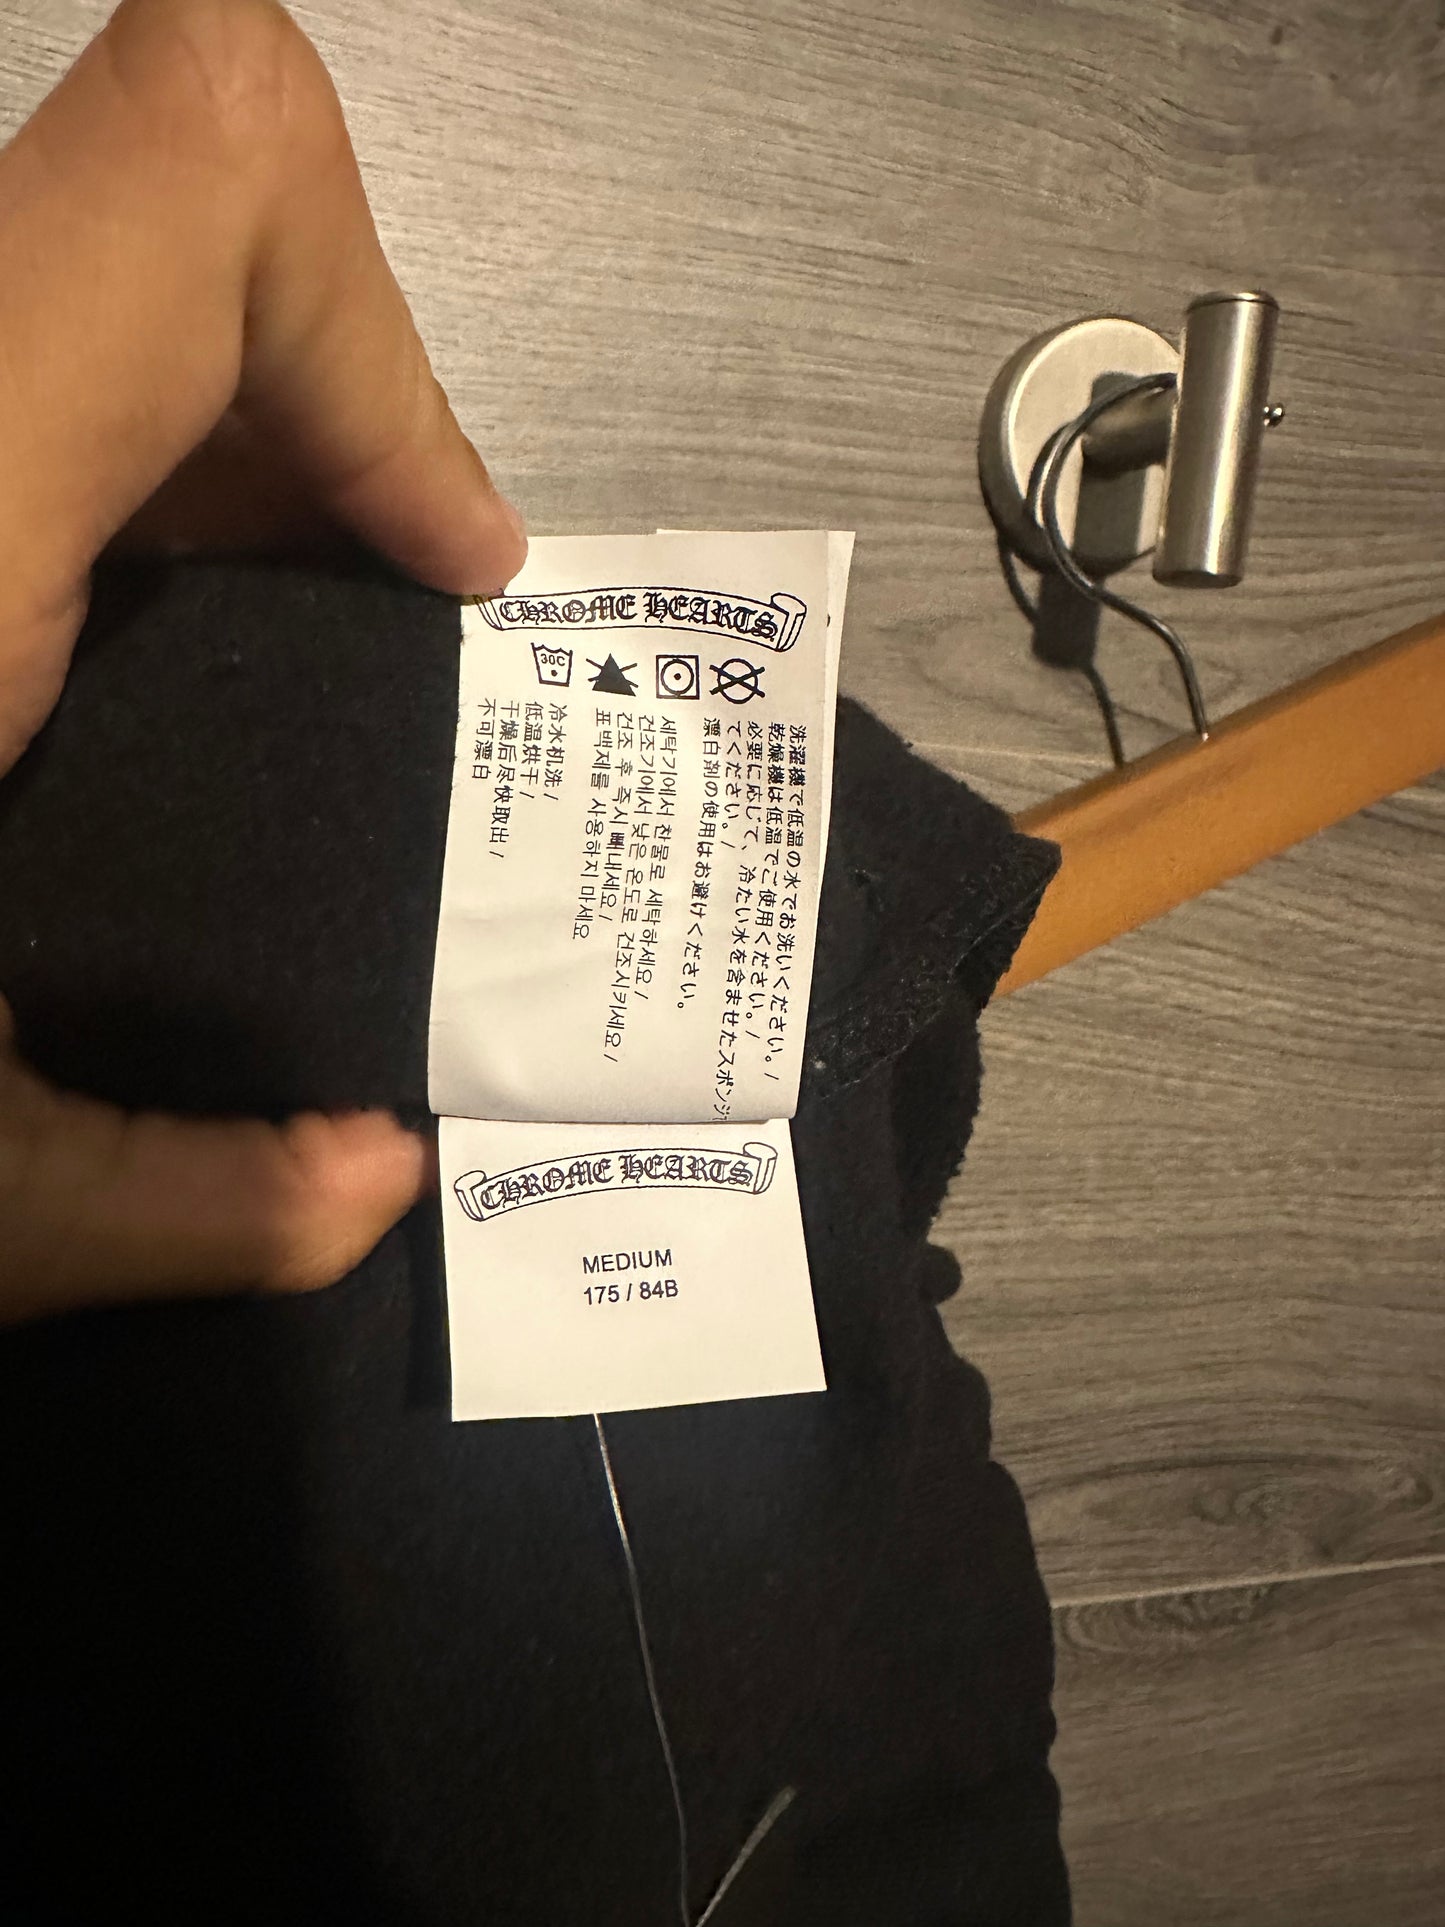 CHROME HEARTS
30C
洗濯機で低温の水でお洗いください。/
乾燥機は低温でご使用ください。/
必要に応じて、冷たい水を含ませたスポンジで
てください。/
漂白剤の使用はお避けください。
세탁기에서 찬물로 세탁하세요 /
건조기에서 낮은 온도로 건조시키세요 /
건조 후 즉시 빼내세요 /
표백제를 사용하지 마세요
冷水机洗 /
低温烘干 /
干燥后尽快取出 /
不可漂白
CHROME HEARTS
MEDIUM
175 / 84B